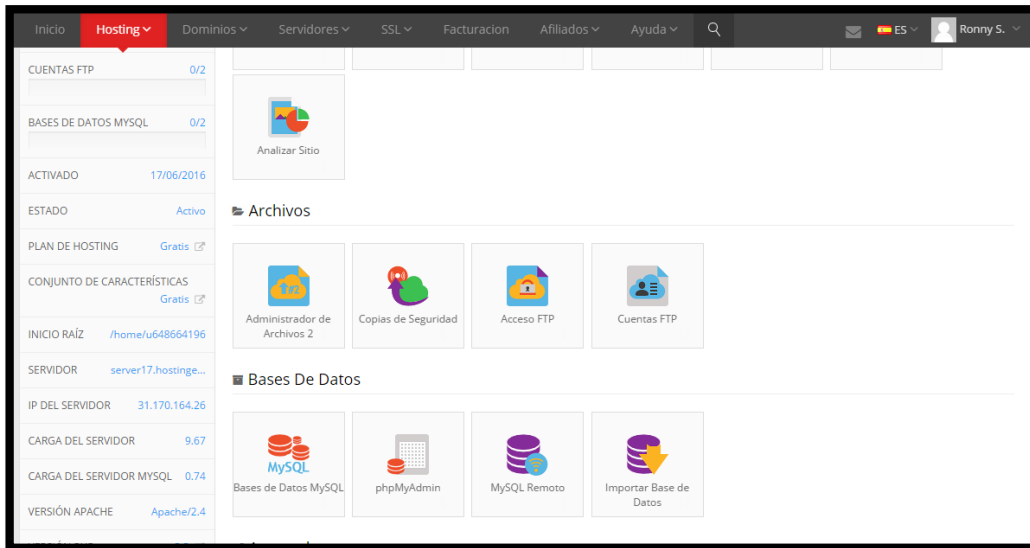 Inicio Hosting Dominios Servidores SSL Facturacion Afiliados Ayuda ES Ronny S.
CUENTAS FTP 0/2
BASES DE DATOS MYSQL 0/2
ACTIVADO 17/06/2016
ESTADO Activo
PLAN DE HOSTING Gratis
CONJUNTO DE CARACTERÍSTICAS
Gratis
INICIO RAÍZ /home/u648664196
SERVIDOR server17.hostinge...
IP DEL SERVIDOR 31.170.164.26
CARGA DEL SERVIDOR 9.67
CARGA DEL SERVIDOR MYSQL 0.74
VERSIÓN APACHE Apache/2.4
Analizar Sitio
Archivos
Administrador de
Archivos 2
Copias de Seguridad
Acceso FTP
Cuentas FTP
Bases De Datos
MySQL
Bases de Datos MySQL
phpMyAdmin
MySQL Remoto
Importar Base de
Datos